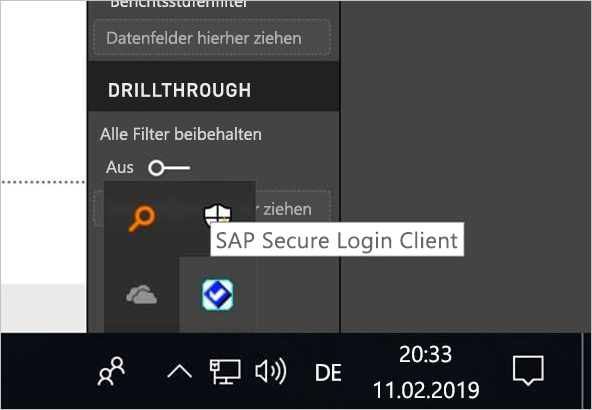 Berichtsstufenfilter
Datenfelder hierher ziehen
DRILLTHROUGH
Alle Filter beibehalten
Aus
r ziehen
SAP Secure Login Client
DE
20:33
11.02.2019